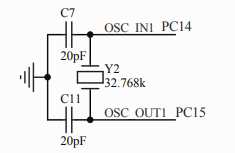 C7
OSC_IN1 PC14
20pF
Y2
32.768k
C11
OSC_OUT1 PC15
20pF